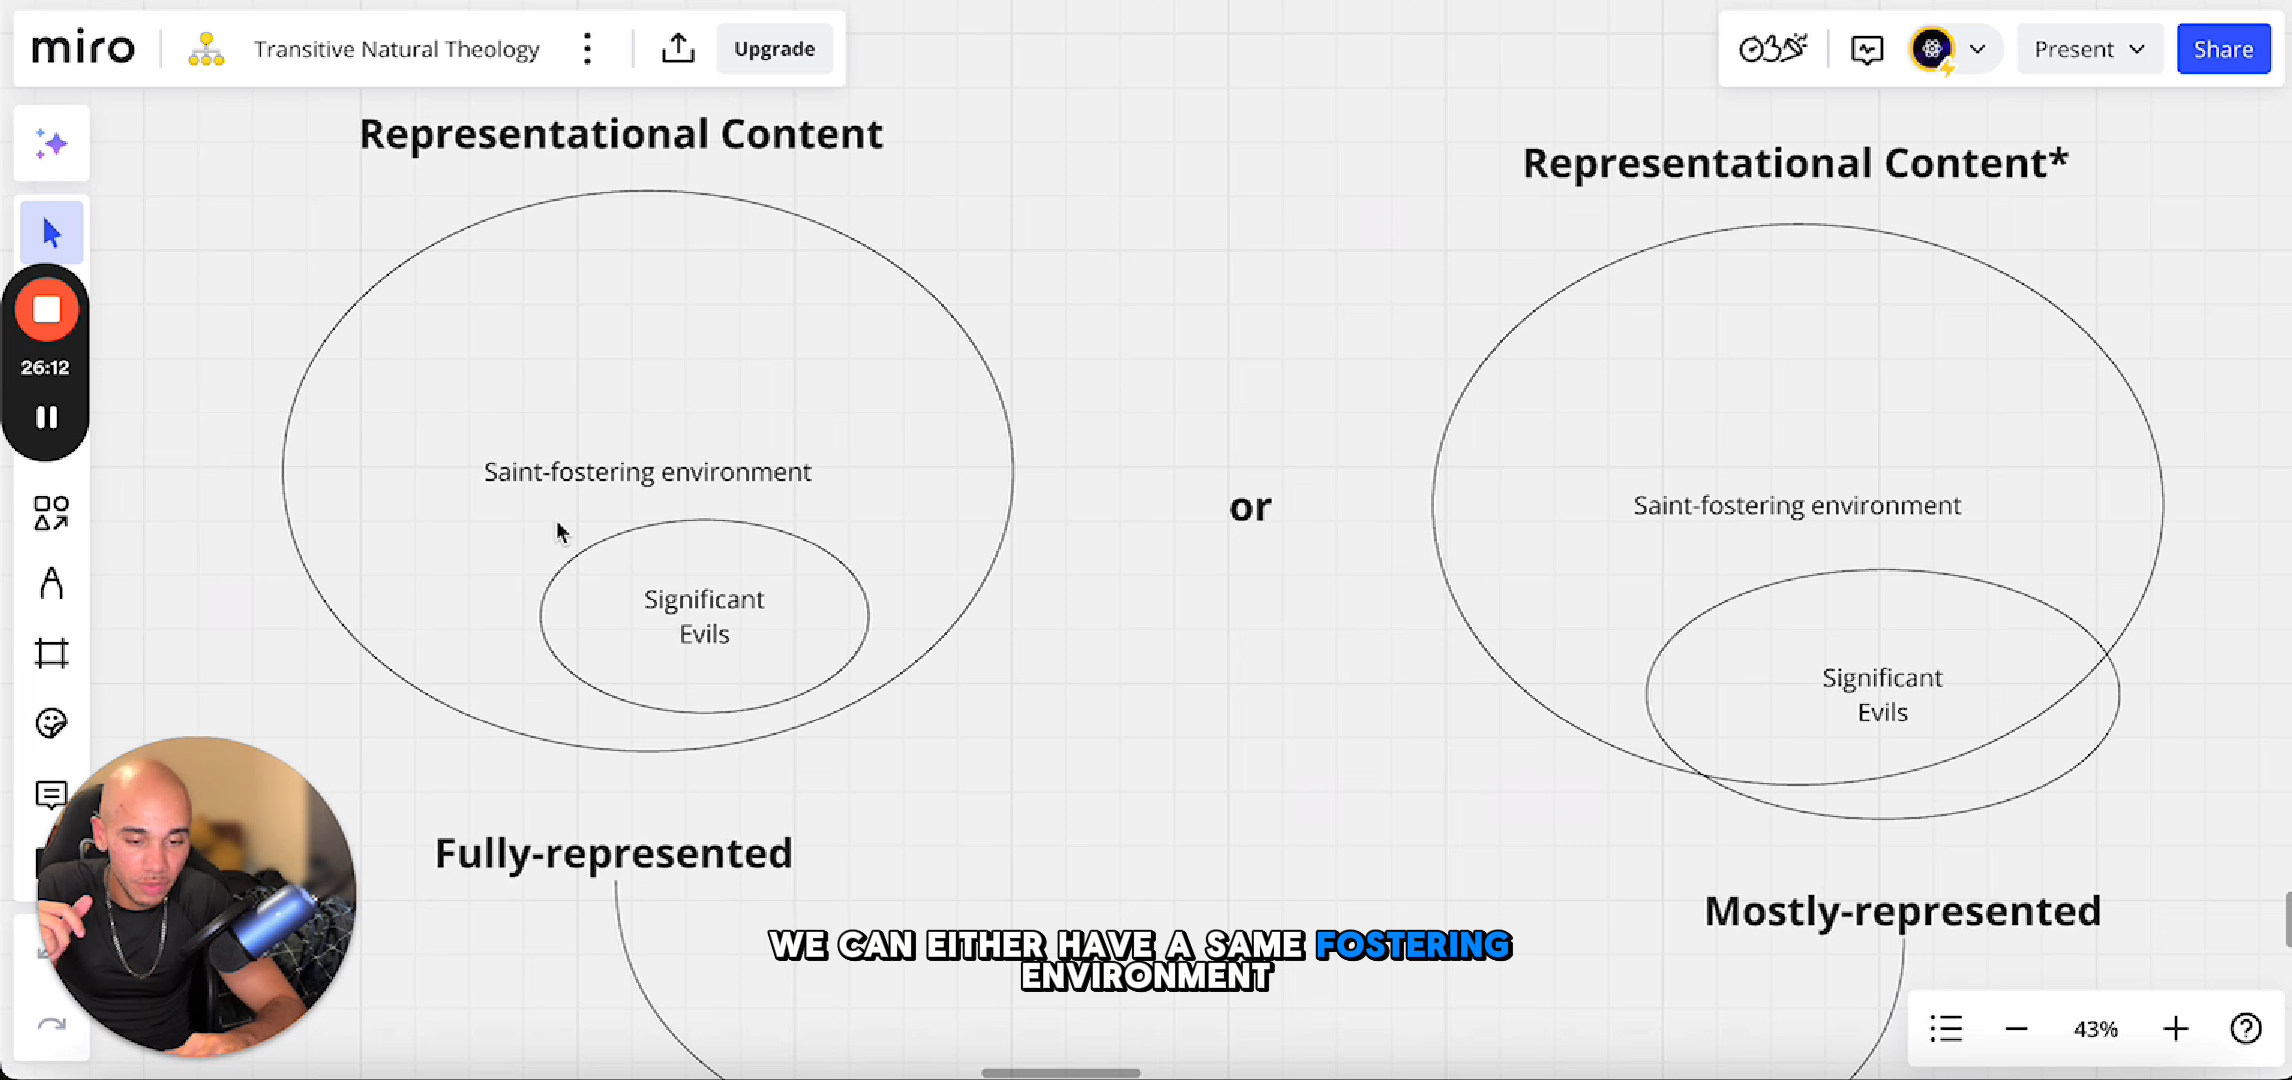 miro
Transitive Natural Theology
Upgrade
Present
Share
Representational Content
Representational Content*
26:12
Saint-fostering environment
or
Saint-fostering environment
Significant
Evils
Significant
Evils
Fully-represented
Mostly-represented
WE CAN EITHER HAVE A SAME FOSTERING
ENVIRONMENT
43%